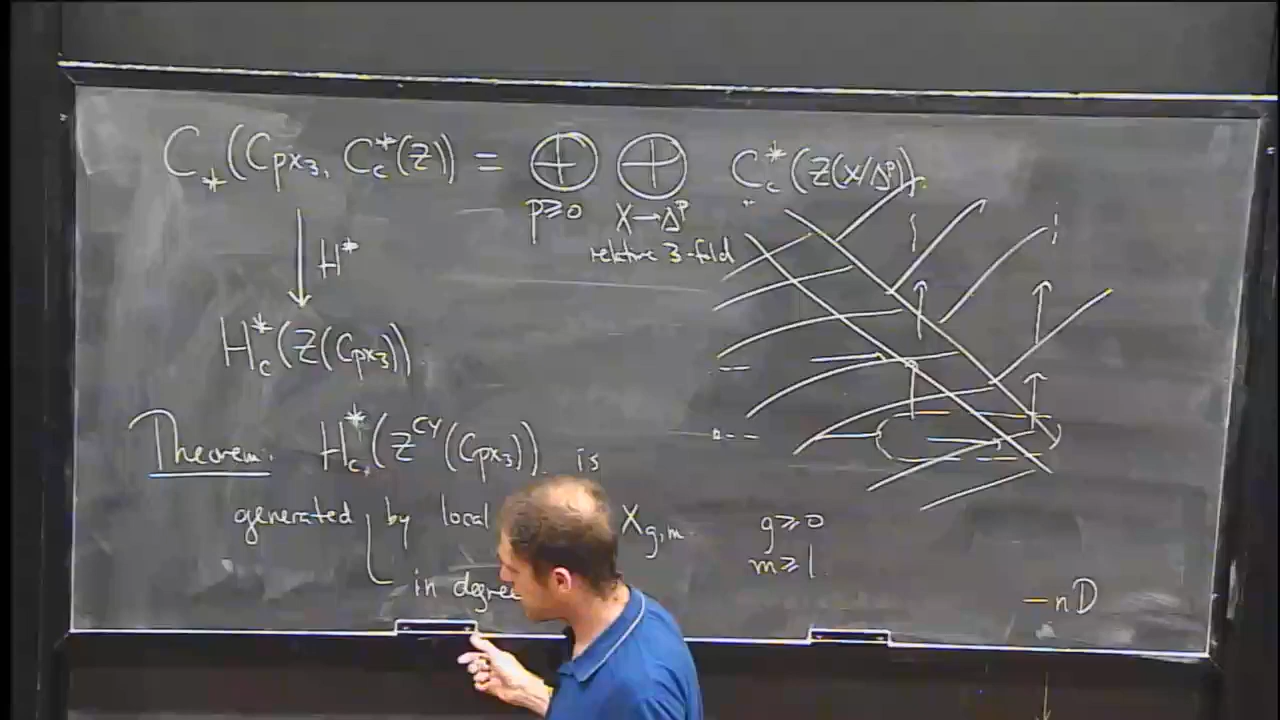 C_*(Cpx_3, C_c^*(Z)) = ⊕_{p≥0} ⊕_{X→Δ^p} C_c^*(Z(X/Δ^p))
relative 3-fold
H^*
H_c^*(Z(Cpx_3))
Theorem: H_c^*(Z^{CY}(Cpx_3)) is
generated by local X_{g,m} g≥0
m≥1
in degree
-nD